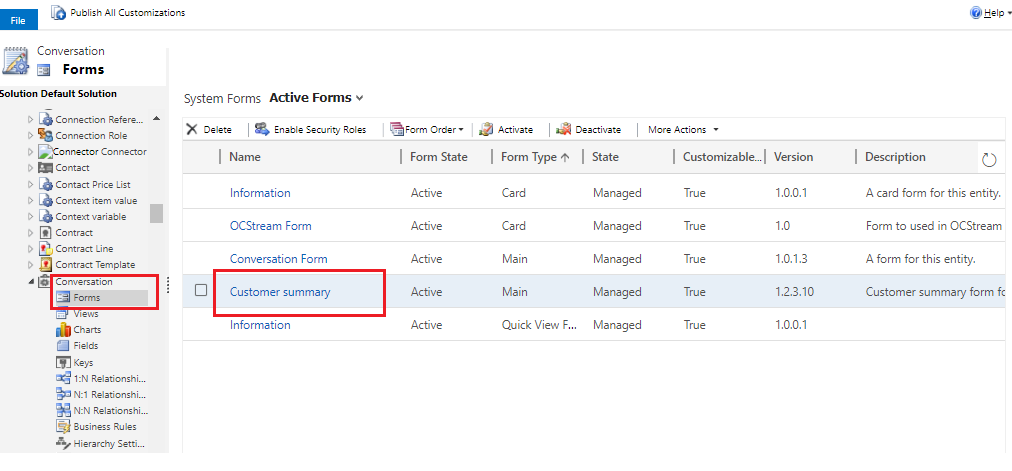 File
Publish All Customizations
Help
Conversation
Forms
Solution Default Solution
Connection Refere...
Connection Role
Connector Connector
Contact
Contact Price List
Context item value
Context variable
Contract
Contract Line
Contract Template
Conversation
Forms
Views
Charts
Fields
Keys
1:N Relationshi...
N:1 Relationshi...
N:N Relationshi...
Business Rules
Hierarchy Setti...
System Forms Active Forms
Delete Enable Security Roles Form Order Activate Deactivate More Actions
Name Form State Form Type State Customizable... Version Description
Information Active Card Managed True 1.0.0.1 A card form for this entity.
OCStream Form Active Card Managed True 1.0 Form to used in OCStream
Conversation Form Active Main Managed True 1.0.1.3 A form for this entity.
Customer summary Active Main Managed True 1.2.3.10 Customer summary form fo
Information Active Quick View F... Managed True 1.0.0.1